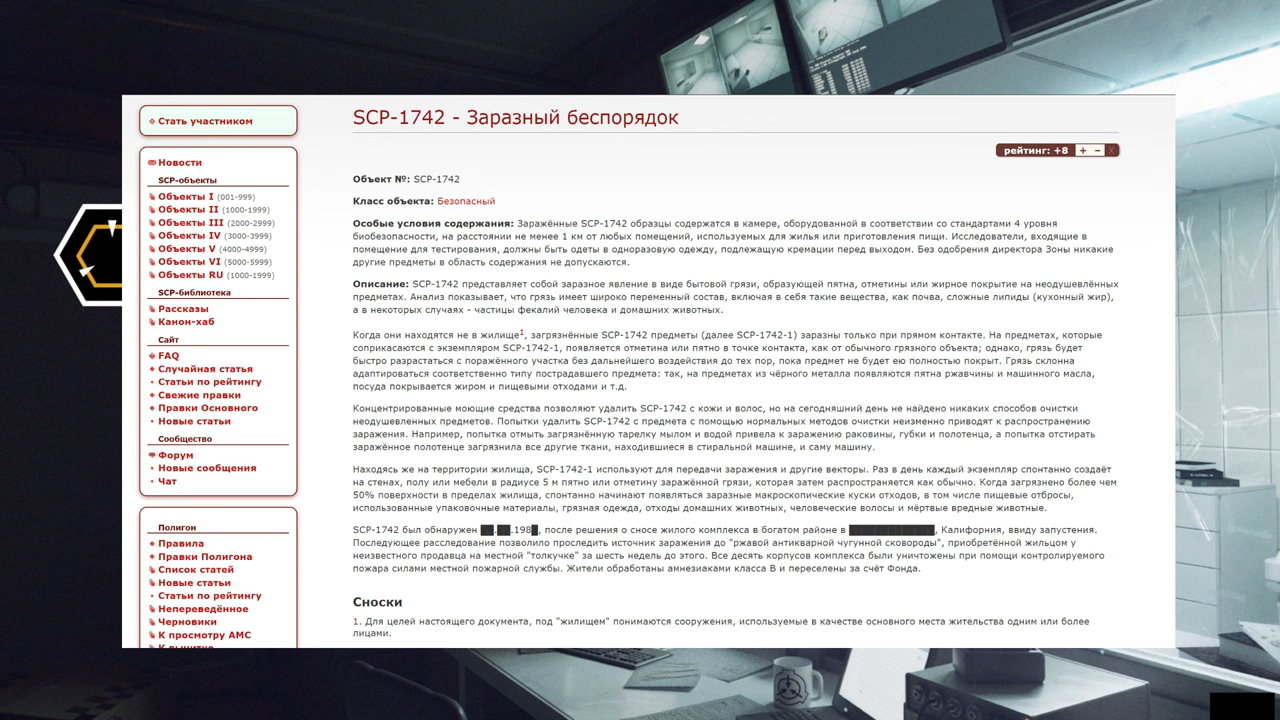 Стать участником
Новости
SCP-объекты
Объекты I (001-999)
Объекты II (1000-1999)
Объекты III (2000-2999)
Объекты IV (3000-3999)
Объекты V (4000-4999)
Объекты VI (5000-5999)
Объекты RU (1000-1999)
SCP-библиотека
Рассказы
Канон-хаб
Сайт
FAQ
Случайная статья
Статьи по рейтингу
Свежие правки
Правки Основного
Новые статьи
Сообщество
Форум
Новые сообщения
Чат
Полигон
Правила
Правки Полигона
Список статей
Новые статьи
Статьи по рейтингу
Непереведённое
Черновики
К просмотру АМС
SCP-1742 - Заразный беспорядок
рейтинг: +8 + – X
Объект №: SCP-1742
Класс объекта: Безопасный
Особые условия содержания: Заражённые SCP-1742 образцы содержатся в камере, оборудованной в соответствии со стандартами 4 уровня
биобезопасности, на расстоянии не менее 1 км от любых помещений, используемых для жилья или приготовления пищи. Исследователи, входящие в
помещение для тестирования, должны быть одеты в одноразовую одежду, подлежащую кремации перед выходом. Без одобрения директора Зоны никакие
другие предметы в область содержания не допускаются.
Описание: SCP-1742 представляет собой заразное явление в виде бытовой грязи, образующей пятна, отметины или жирное покрытие на неодушевлённых
предметах. Анализ показывает, что грязь имеет широко переменный состав, включая в себя такие вещества, как почва, сложные липиды (кухонный жир),
а в некоторых случаях - частицы фекалий человека и домашних животных.
Когда они находятся не в жилище1, загрязнённые SCP-1742 предметы (далее SCP-1742-1) заразны только при прямом контакте. На предметах, которые
соприкасаются с экземпляром SCP-1742-1, появляется отметина или пятно в точке контакта, как от обычного грязного объекта; однако, грязь будет
быстро разрастаться с поражённого участка без дальнейшего воздействия до тех пор, пока предмет не будет ею полностью покрыт. Грязь склонна
адаптироваться соответственно типу пострадавшего предмета: так, на предметах из чёрного металла появляются пятна ржавчины и машинного масла,
посуда покрывается жиром и пищевыми отходами и т.д.
Концентрированные моющие средства позволяют удалить SCP-1742 с кожи и волос, но на сегодняшний день не найдено никаких способов очистки
неодушевленных предметов. Попытки удалить SCP-1742 с предмета с помощью нормальных методов очистки неизменно приводят к распространению
заражения. Например, попытка отмыть загрязнённую тарелку мылом и водой привела к заражению раковины, губки и полотенца, а попытка отстирать
заражённое полотенце загрязнила все другие ткани, находившиеся в стиральной машине, и саму машину.
Находясь же на территории жилища, SCP-1742-1 используют для передачи заражения и другие векторы. Раз в день каждый экземпляр спонтанно создаёт
на стенах, полу или мебели в радиусе 5 м пятно или отметину заражённой грязи, которая затем распространяется как обычно. Когда загрязнено более чем
50% поверхности в пределах жилища, спонтанно начинают появляться заразные макроскопические куски отходов, в том числе пищевые отбросы,
использованные упаковочные материалы, грязная одежда, отходы домашних животных, человеческие волосы и мёртвые вредные животные.
SCP-1742 был обнаружен ██.██.198█, после решения о сносе жилого комплекса в богатом районе в █████████████, Калифорния, ввиду запустения.
Последующее расследование позволило проследить источник заражения до "ржавой антикварной чугунной сковороды", приобретённой жильцом у
неизвестного продавца на местной "толкучке" за шесть недель до этого. Все десять корпусов комплекса были уничтожены при помощи контролируемого
пожара силами местной пожарной службы. Жители обработаны амнезиаками класса B и переселены за счёт Фонда.
Сноски
1. Для целей настоящего документа, под "жилищем" понимаются сооружения, используемые в качестве основного места жительства одним или более
лицами.